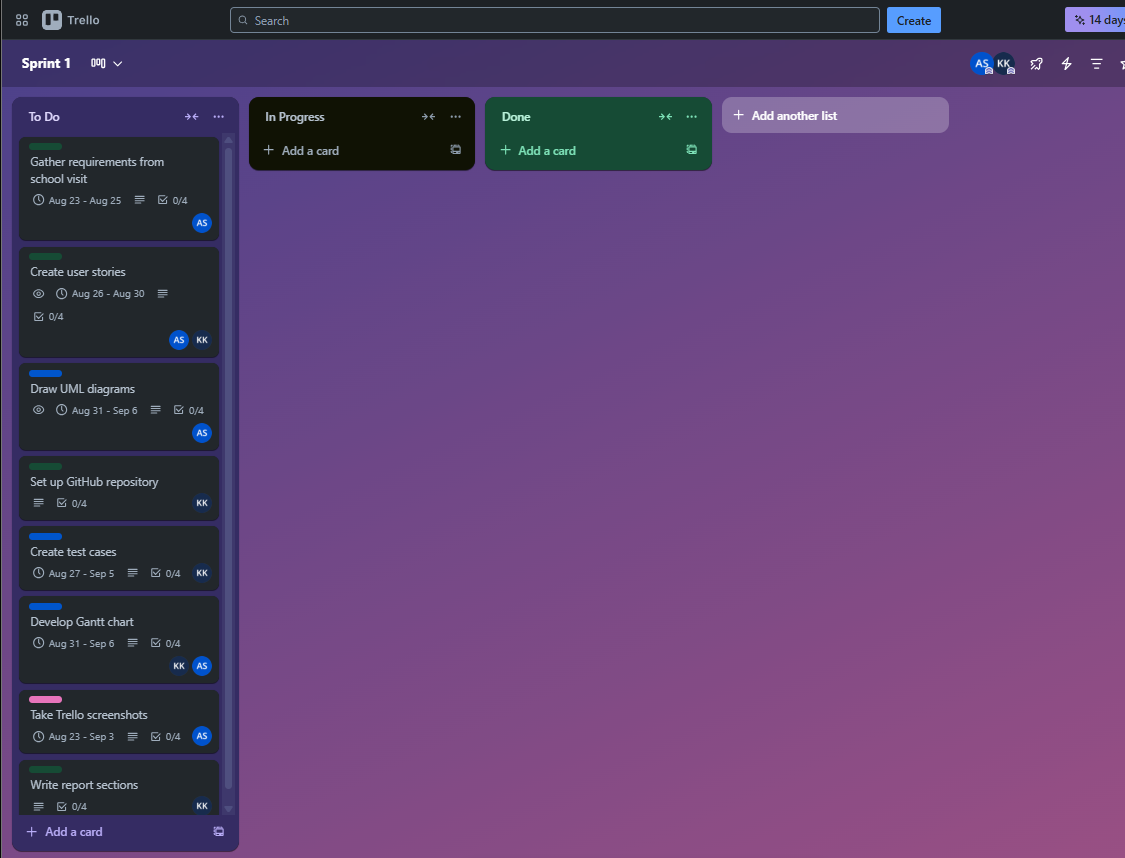 Trello
Search
Create
14 days
Sprint 1
AS
KK
To Do
Gather requirements from
school visit
Aug 23 - Aug 25
0/4
AS
Create user stories
Aug 26 - Aug 30
0/4
AS
KK
Draw UML diagrams
Aug 31 - Sep 6
0/4
AS
Set up GitHub repository
0/4
KK
Create test cases
Aug 27 - Sep 5
0/4
KK
Develop Gantt chart
Aug 31 - Sep 6
0/4
KK
AS
Take Trello screenshots
Aug 23 - Sep 3
0/4
AS
Write report sections
0/4
KK
+ Add a card
In Progress
+ Add a card
Done
+ Add a card
+ Add another list